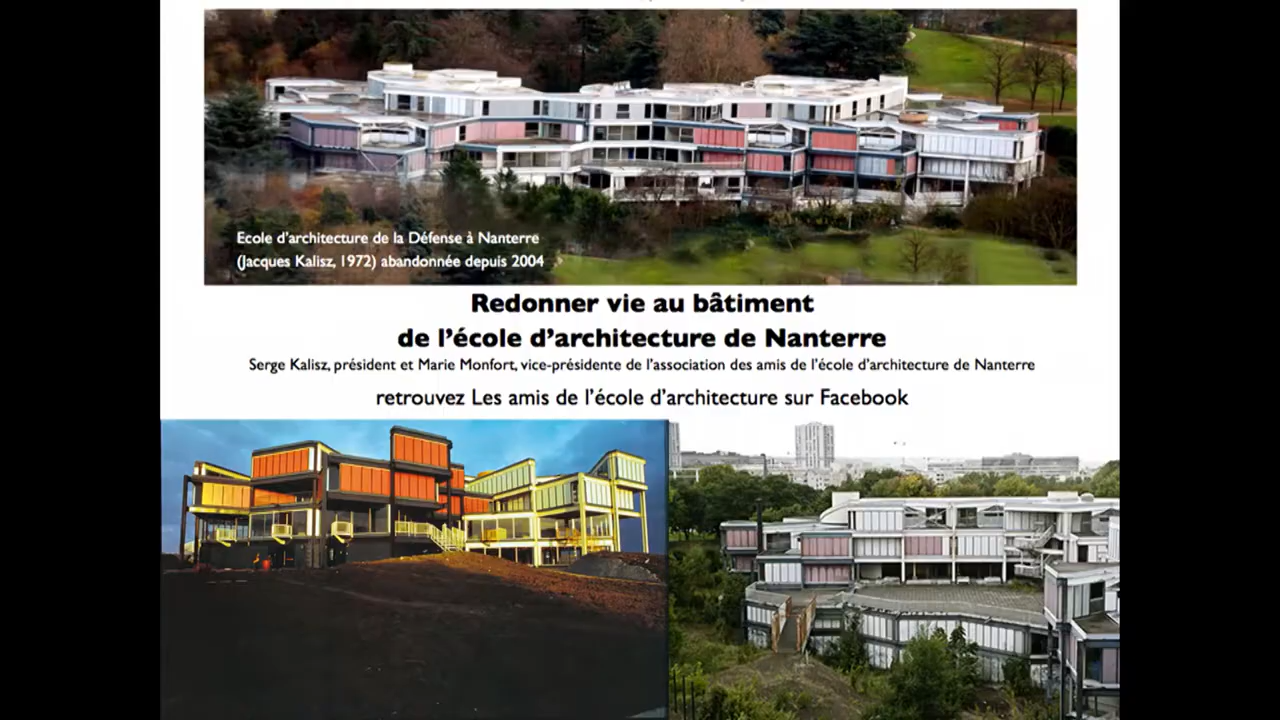 Ecole d'architecture de la Défense à Nanterre
(Jacques Kalisz, 1972) abandonnée depuis 2004
Redonner vie au bâtiment
de l'école d'architecture de Nanterre
Serge Kalisz, président et Marie Monfort, vice-présidente de l'association des amis de l'école d'architecture de Nanterre
retrouvez Les amis de l'école d'architecture sur Facebook